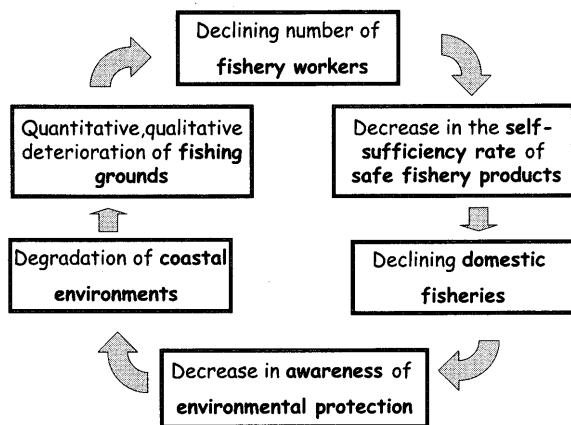 Declining number of
fishery workers
Decrease in the self-
sufficiency rate of
safe fishery products
Declining domestic
fisheries
Decrease in awareness of
environmental protection
Degradation of coastal
environments
Quantitative,qualitative
deterioration of fishing
grounds